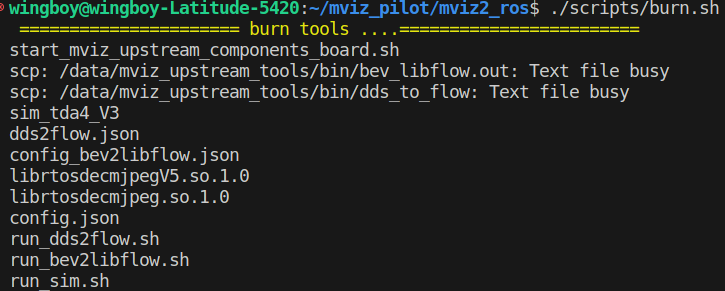 wingboy@wingboy-Latitude-5420:~/mviz_pilot/mviz2_ros$ ./scripts/burn.sh
====================== burn tools ....========================
start_mviz_upstream_components_board.sh
scp: /data/mviz_upstream_tools/bin/bev_libflow.out: Text file busy
scp: /data/mviz_upstream_tools/bin/dds_to_flow: Text file busy
sim_tda4_V3
dds2flow.json
config_bev2libflow.json
librtosdecmjpegV5.so.1.0
librtosdecmjpeg.so.1.0
config.json
run_dds2flow.sh
run_bev2libflow.sh
run_sim.sh